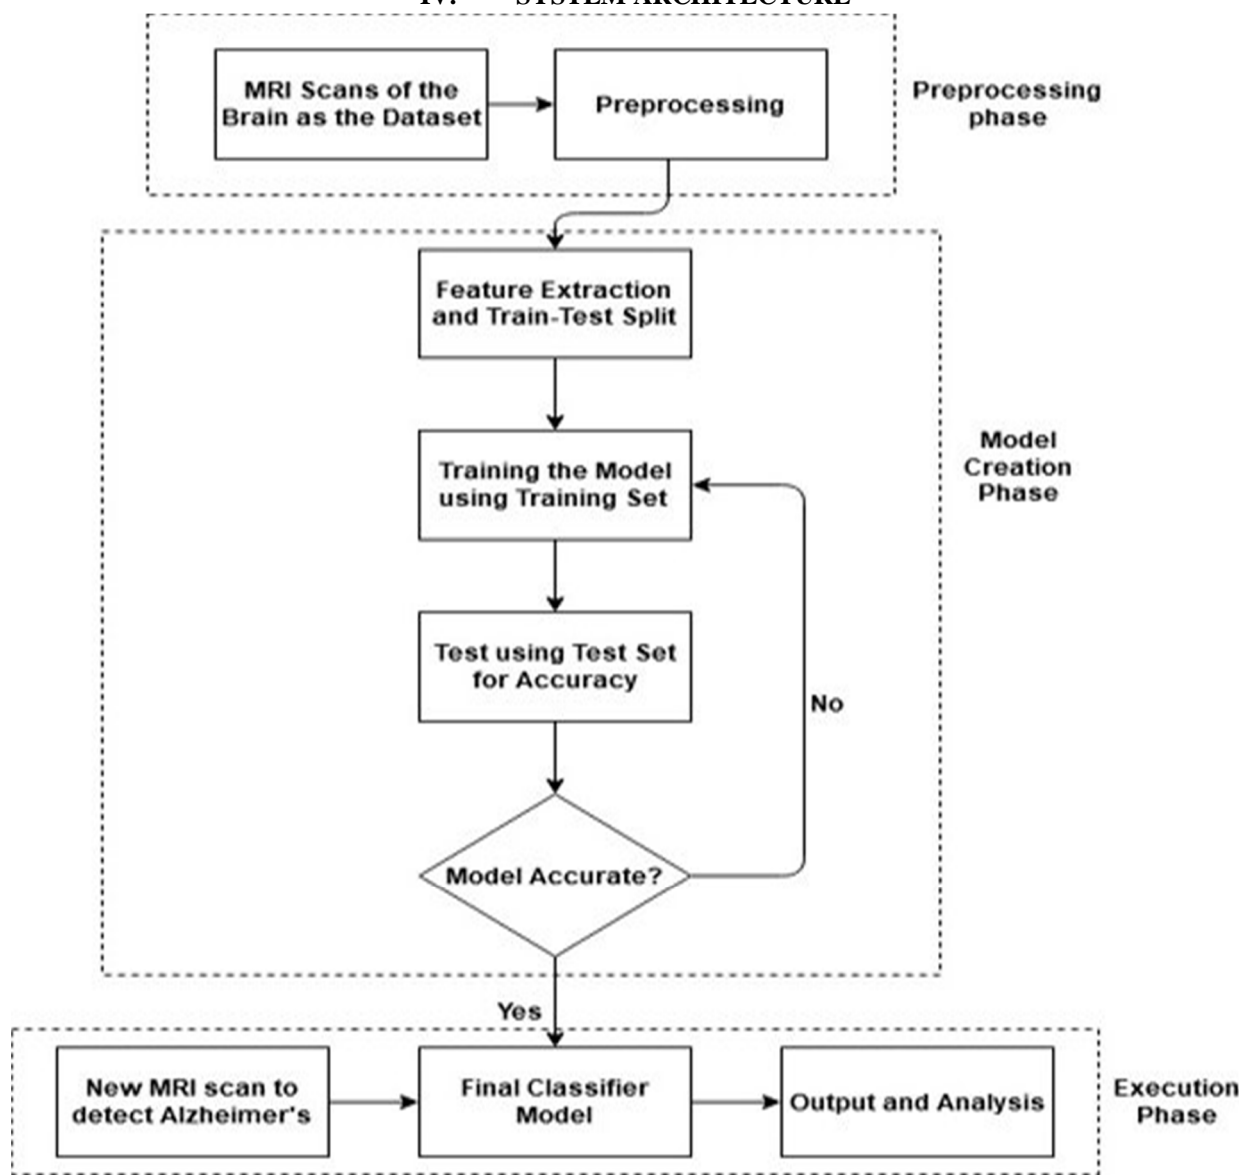 IV. SYSTEM ARCHITECTURE
MRI Scans of the
Brain as the Dataset
Preprocessing
Preprocessing
phase
Feature Extraction
and Train-Test Split
Training the Model
using Training Set
Model
Creation
Phase
Test using Test Set
for Accuracy
No
Model Accurate?
Yes
New MRI scan to
detect Alzheimer's
Final Classifier
Model
Output and Analysis
Execution
Phase